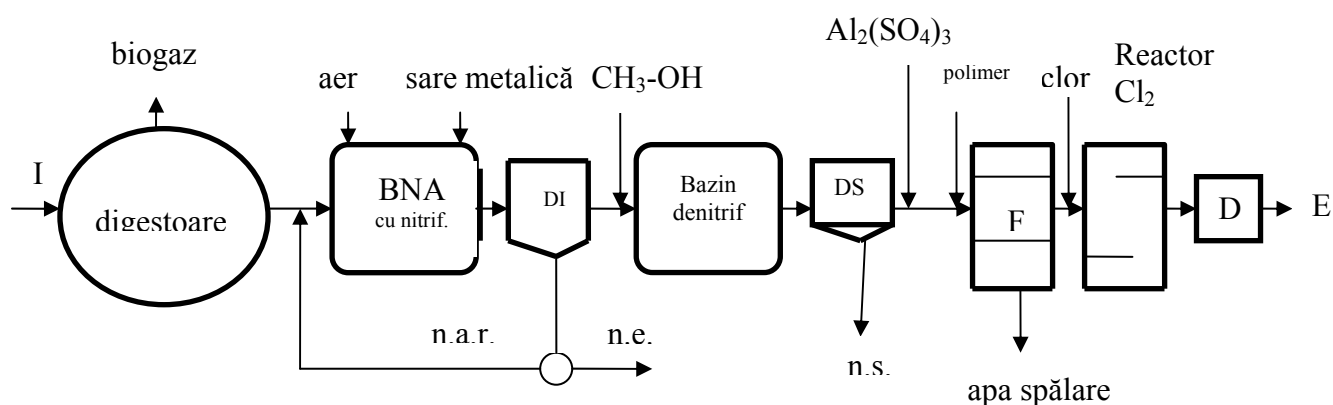 biogaz
aer
sare metalică
CH₃-OH
Al₂(SO₄)₃
polimer
clor
Reactor
Cl₂
I
digestoare
BNA
cu nitrif.
DI
Bazin
denitrif
DS
F
D
E
n.a.r.
n.e.
n.s.
apa spălare